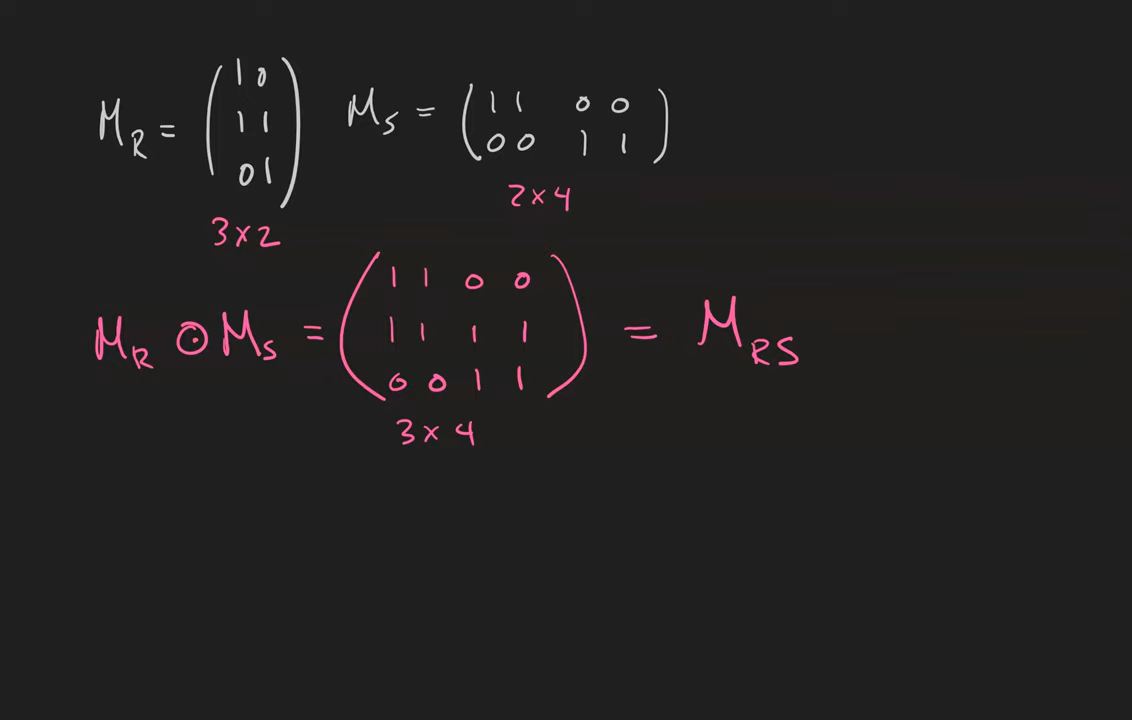 M_R = ( 1 0 M_S = ( 1 1 0 0 )
1 1 0 0 1 1
0 1 ) 2 × 4
3 × 2
( 1 1 0 0
M_R ⊙ M_S = 1 1 1 1 = M_RS
0 0 1 1 )
3 × 4